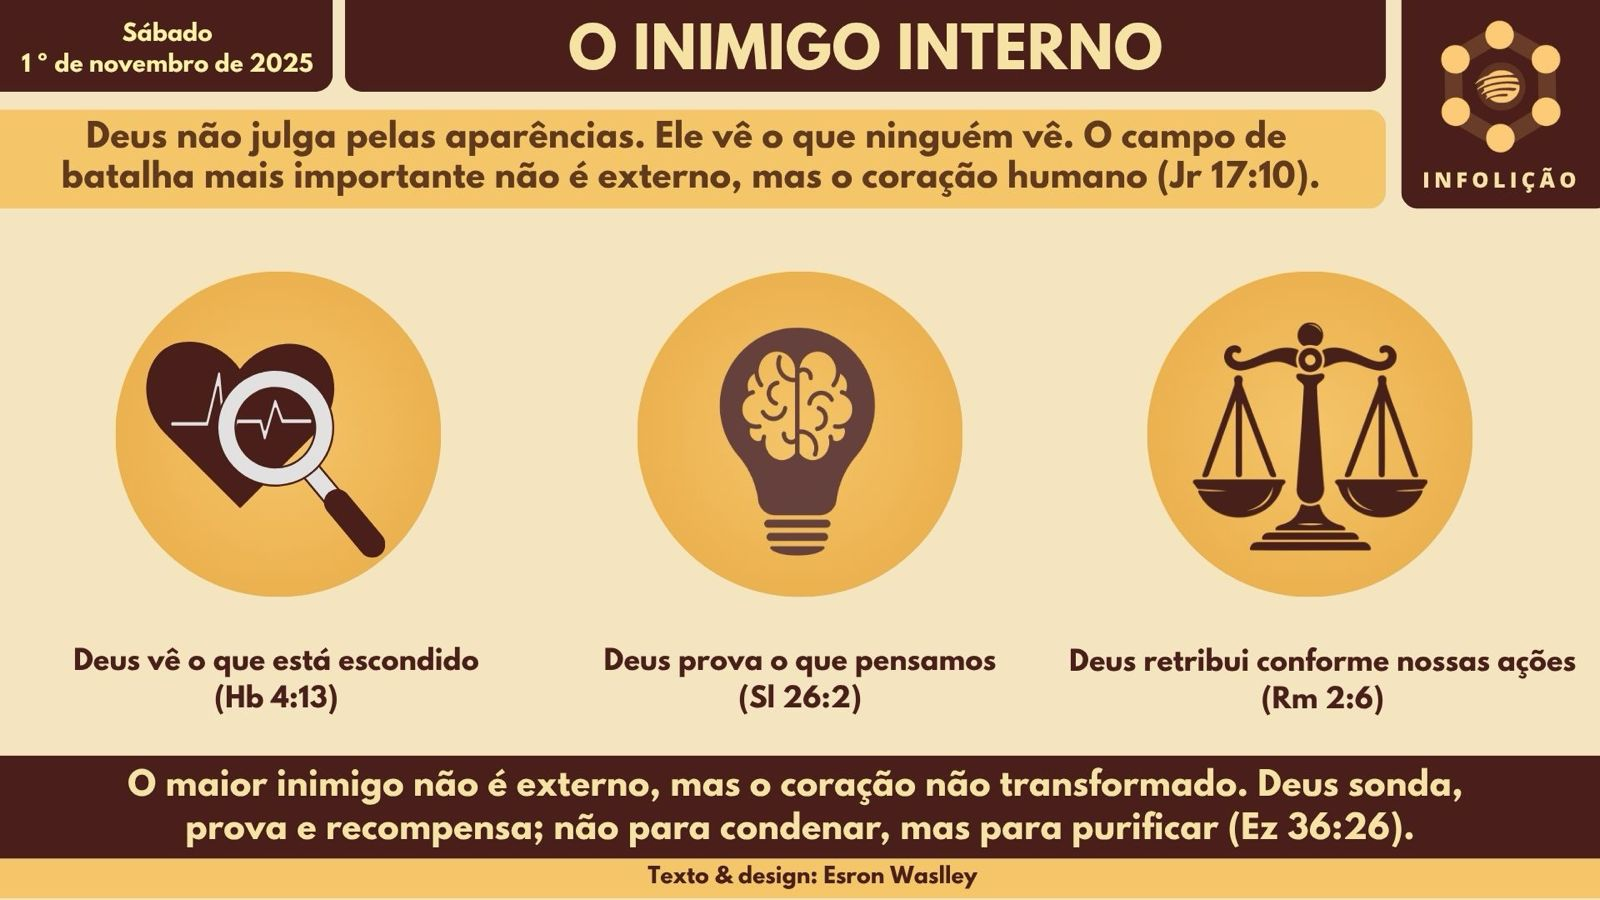 Sábado
1º de novembro de 2025
O INIMIGO INTERNO
Deus não julga pelas aparências. Ele vê o que ninguém vê. O campo de
batalha mais importante não é externo, mas o coração humano (Jr 17:10).
INFOLIÇÃO
Deus vê o que está escondido
(Hb 4:13)
Deus prova o que pensamos
(Sl 26:2)
Deus retribui conforme nossas ações
(Rm 2:6)
O maior inimigo não é externo, mas o coração não transformado. Deus sonda,
prova e recompensa; não para condenar, mas para purificar (Ez 36:26).
Texto & design: Esron Waslley